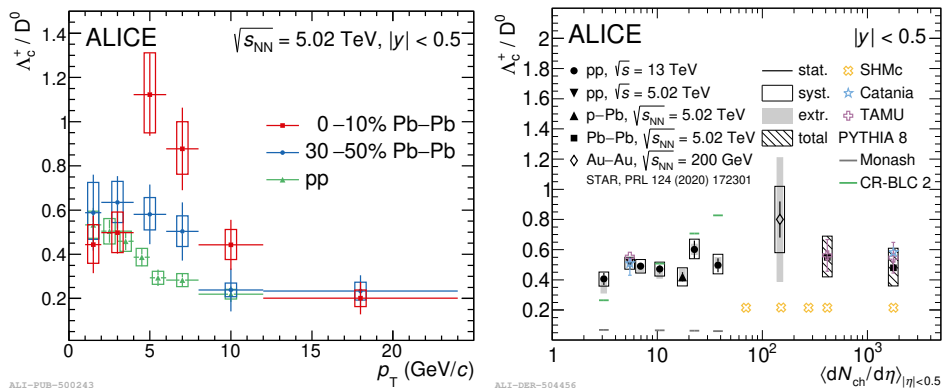 ALICE
√sNN = 5.02 TeV, |y| < 0.5
Λc+ / D0
1.4
1.2
1
0.8
0.6
0.4
0.2
0–10% Pb–Pb
30–50% Pb–Pb
pp
0 5 10 15 20
pT (GeV/c)
ALI-PUB-500243
ALICE
|y| < 0.5
Λc+ / D0
2
1.8
1.6
1.4
1.2
1
0.8
0.6
0.4
0.2
pp, √s = 13 TeV
pp, √s = 5.02 TeV
p–Pb, √sNN = 5.02 TeV
Pb–Pb, √sNN = 5.02 TeV
Au–Au, √sNN = 200 GeV
STAR, PRL 124 (2020) 172301
stat.
syst.
extr.
total
SHMc
Catania
TAMU
PYTHIA 8
Monash
CR-BLC 2
1 10 10² 10³
⟨dNch/dη⟩|η|<0.5
ALI-DER-504456